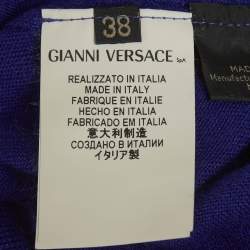 38
GIANNI VERSACE SpA
REALIZZATO IN ITALIA
MADE IN ITALY
FABRIQUE EN ITALIE
HECHO EN ITALIA
FABRICADO EM ITALIA
意大利制造
СОЗДАНО В ИТАЛИИ
イタリア製
MAD